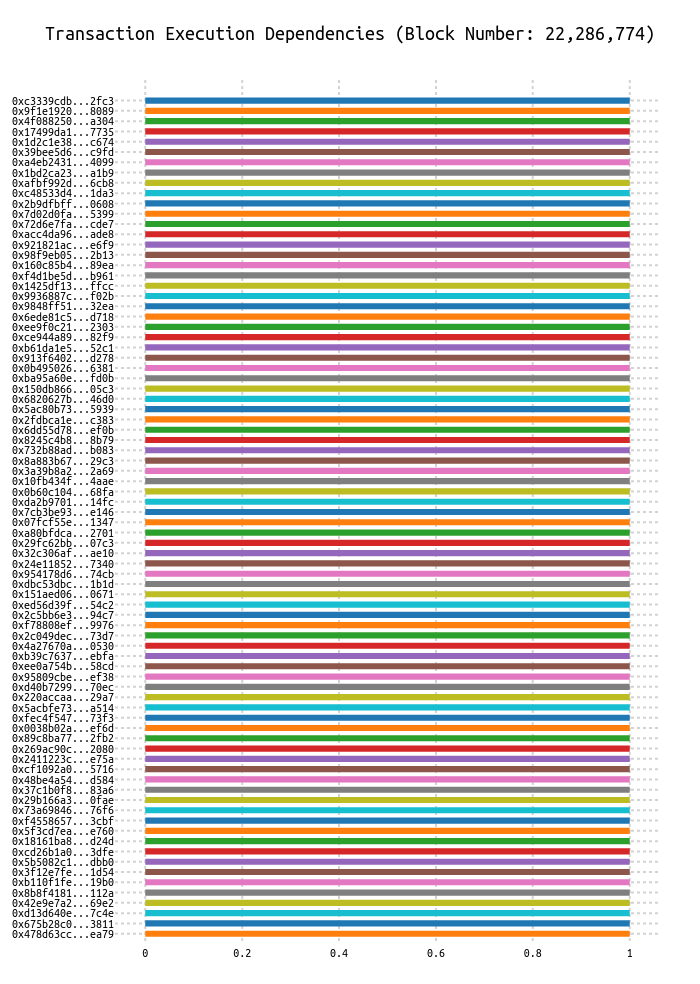 Transaction Execution Dependencies (Block Number: 22,286,774)
0xc3339cdb...2fc3
0x9f1e1920...8089
0x4f088250...a304
0x17499da1...7735
0x1d2c1e38...c674
0x39bee5d6...c9fd
0xa4eb2431...4099
0x1bd2ca23...a1b9
0xafbf992d...6cb8
0xc48533d4...1da3
0x2b9dfbff...0608
0x7d02d0fa...5399
0x72d6e7fa...cde7
0xacc4da96...ade8
0x921821ac...e6f9
0x98f9eb05...2b13
0x160c85b4...89ea
0xf4d1be5d...b961
0x1425df13...ffcc
0x9936887c...f02b
0x9848ff51...32ea
0x6ede81c5...d718
0xee9f0c21...2303
0xce944a89...82f9
0xb61da1e5...52c1
0x913f6402...d278
0x0b495026...6381
0xba95a60e...fd0b
0x150db866...05c3
0x6820627b...46d0
0x5ac80b73...5939
0x2fdbca1e...c383
0x6dd55d78...ef0b
0x8245c4b8...8b79
0x732b88ad...b083
0x8a883b67...29c3
0x3a39b8a2...2a69
0x10fb434f...4aae
0x0b60c104...68fa
0xda2b9701...14fc
0x7cb3be93...e146
0x07fcf55e...1347
0xa80bfdca...2701
0x29fc62bb...07c3
0x32c306af...ae10
0x24e11852...7340
0x954178d6...74cb
0xdbc53dbc...1b1d
0x151aed06...0671
0xed56d39f...54c2
0x2c5bb6e3...94c7
0xf78808ef...9976
0x2c049dec...73d7
0x4a27670a...0530
0xb39c7637...ebfa
0xee0a754b...58cd
0x95809cbe...ef38
0xd40b7299...70ec
0x220accaa...29a7
0x5acbfe73...a514
0xfec4f547...73f3
0x0038b02a...ef6d
0x89c8ba77...2fb2
0x269ac90c...2080
0x2411223c...e75a
0xcf1092a0...5716
0x48be4a54...d584
0x37c1b0f8...83a6
0x29b166a3...0fae
0x73a69846...76f6
0xf4558657...3cbf
0x5f3cd7ea...e760
0x18161ba8...d24d
0xcd26b1a0...3dfe
0x5b5082c1...dbb0
0x3f12e7fe...1d54
0xb110f1fe...19b0
0x8b8f4181...112a
0x42e9e7a2...69e2
0xd13d640e...7c4e
0x675b28c0...3811
0x478d63cc...ea79
0 0.2 0.4 0.6 0.8 1